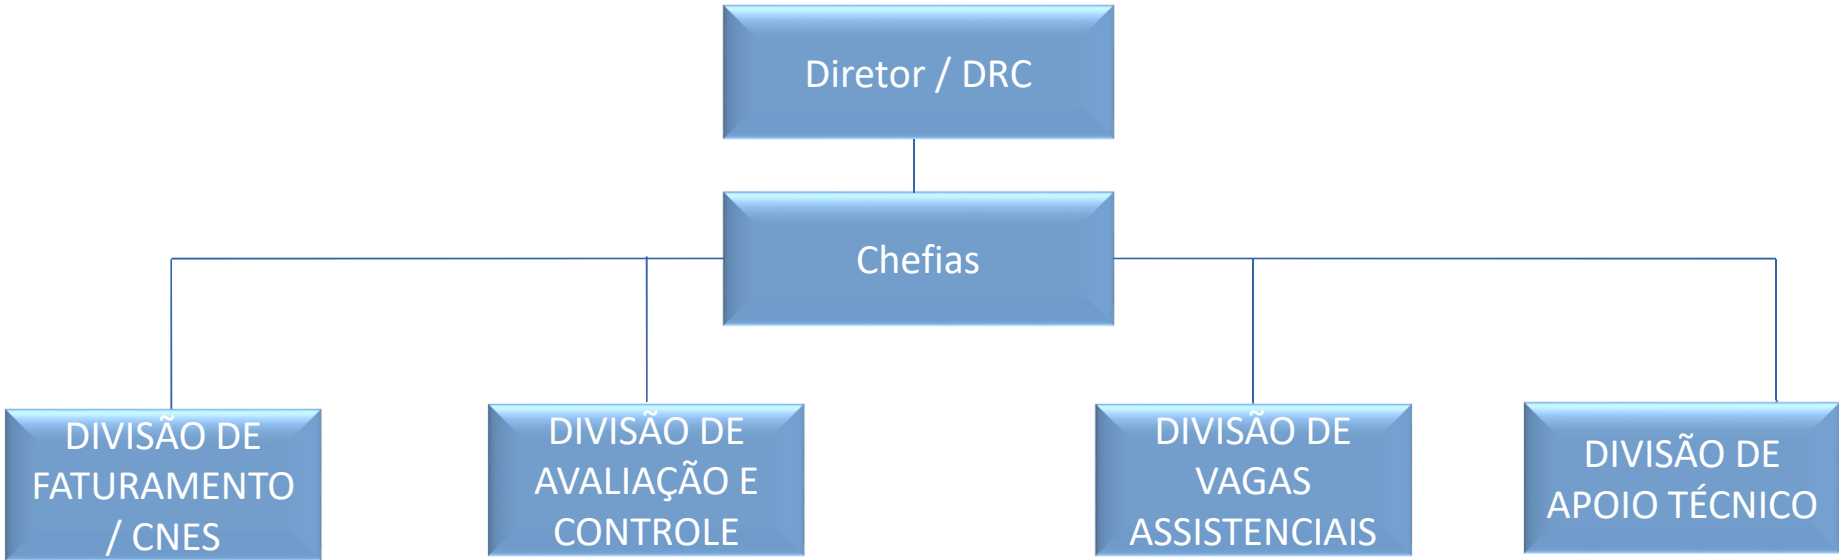 Diretor / DRC
Chefias
DIVISÃO DE
FATURAMENTO
/ CNES
DIVISÃO DE
AVALIAÇÃO E
CONTROLE
DIVISÃO DE
VAGAS
ASSISTENCIAIS
DIVISÃO DE
APOIO TÉCNICO